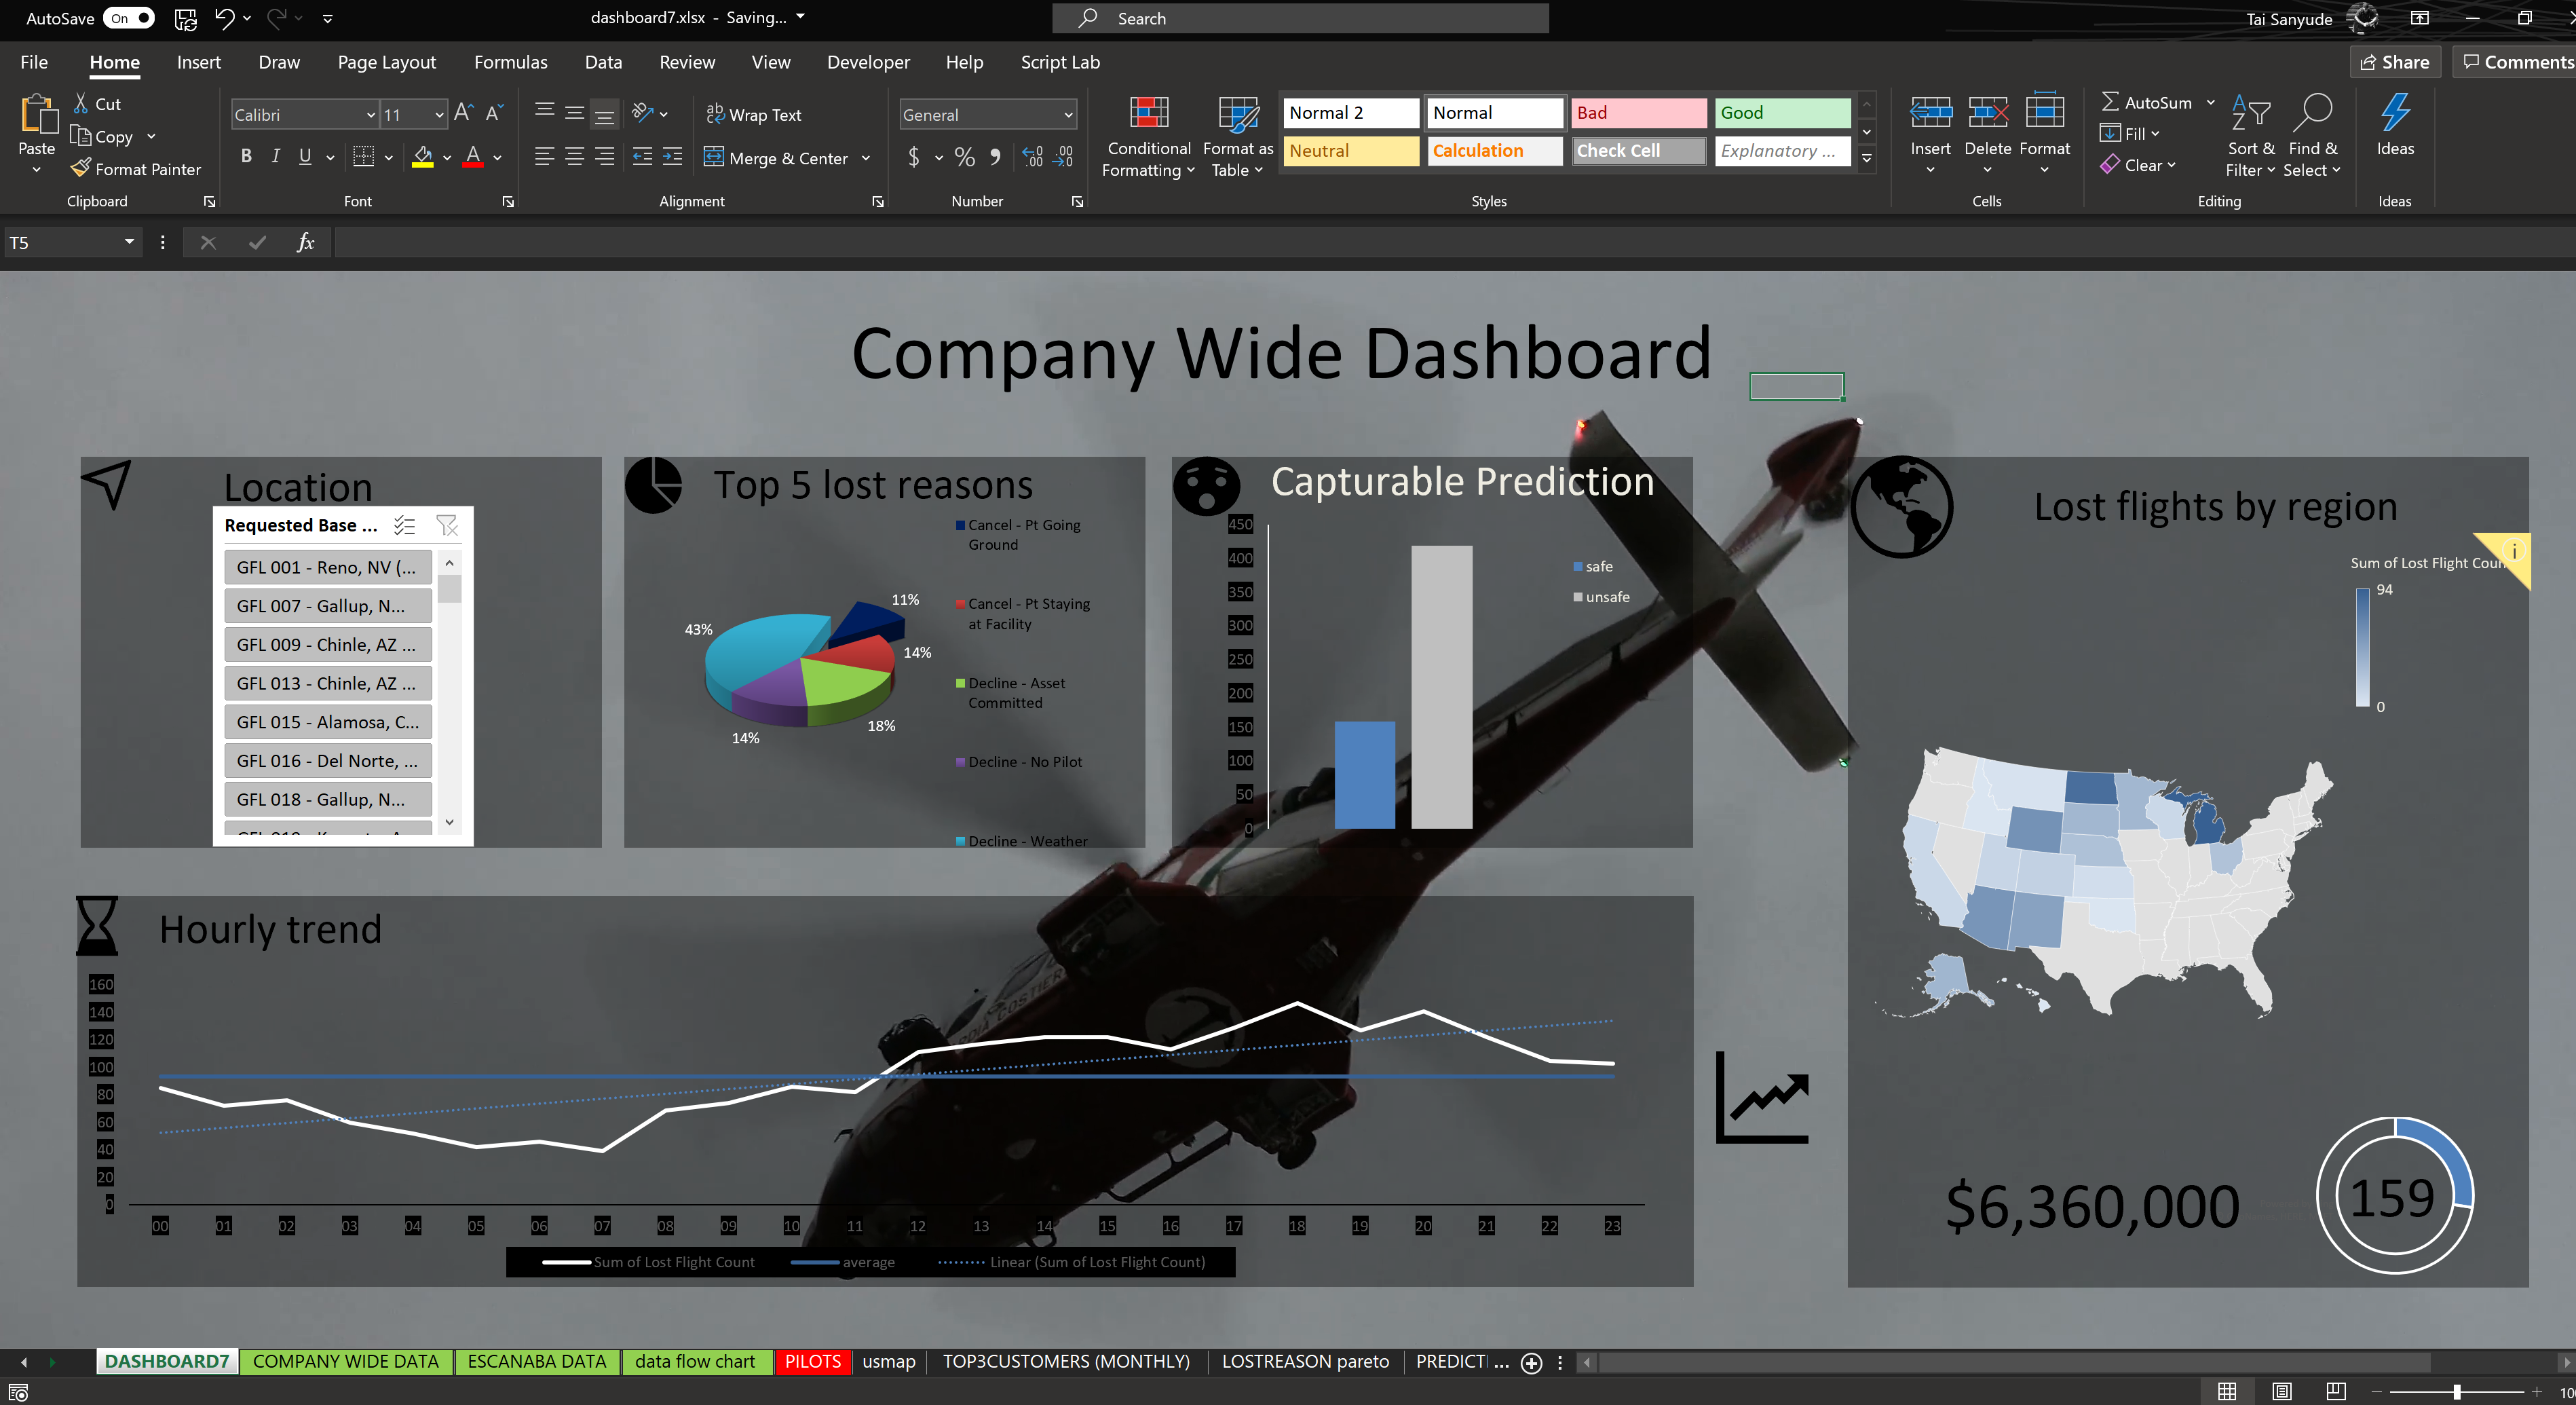 AutoSave On
dashboard7.xlsx - Saving...
Search
Tai Sanyude
File Home Insert Draw Page Layout Formulas Data Review View Developer Help Script Lab
Share Comments
Paste
Cut
Copy
Format Painter
Clipboard
Calibri 11
B I U
Font
Wrap Text
Merge & Center
Alignment
General
$ % 9
Number
Conditional Formatting
Format as Table
Normal 2 Normal Bad Good
Neutral Calculation Check Cell Explanatory ...
Styles
Insert Delete Format
Cells
AutoSum
Fill
Clear
Sort & Filter
Find & Select
Editing
Ideas
Ideas
T5
fx
Company Wide Dashboard
Location
Requested Base ...
GFL 001 - Reno, NV (...
GFL 007 - Gallup, N...
GFL 009 - Chinle, AZ ...
GFL 013 - Chinle, AZ ...
GFL 015 - Alamosa, C...
GFL 016 - Del Norte, ...
GFL 018 - Gallup, N...
Top 5 lost reasons
11%
14%
18%
14%
43%
Cancel - Pt Going
Ground
Cancel - Pt Staying
at Facility
Decline - Asset
Committed
Decline - No Pilot
Decline - Weather
Capturable Prediction
450
400
350
300
250
200
150
100
50
0
safe
unsafe
Lost flights by region
Sum of Lost Flight Coun
94
0
$6,360,000
159
Hourly trend
160
140
120
100
80
60
40
20
0
00 01 02 03 04 05 06 07 08 09 10 11 12 13 14 15 16 17 18 19 20 21 22 23
Sum of Lost Flight Count average Linear (Sum of Lost Flight Count)
DASHBOARD7 COMPANY WIDE DATA ESCANABA DATA data flow chart PILOTS usmap TOP3CUSTOMERS (MONTHLY) LOSTREASON pareto PREDICTI ...